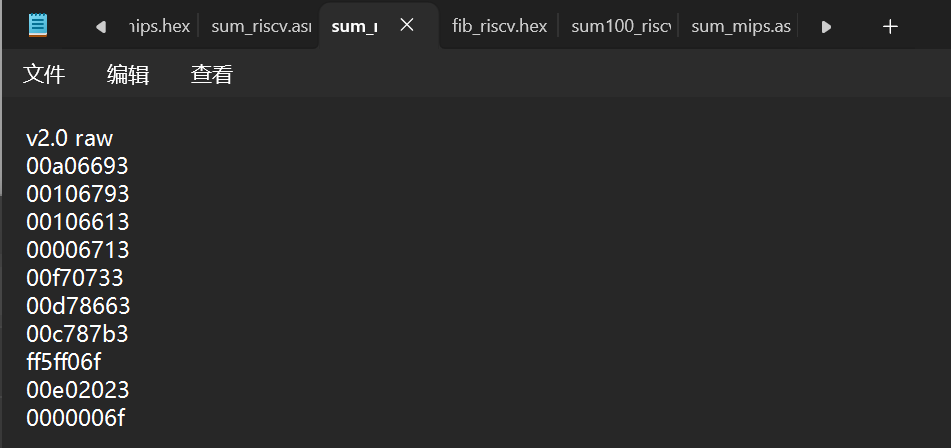 nips.hex sum_riscv.asm sum_r fib_riscv.hex sum100_riscv sum_mips.as
文件 编辑 查看
v2.0 raw
00a06693
00106793
00106613
00006713
00f70733
00d78663
00c787b3
ff5ff06f
00e02023
0000006f